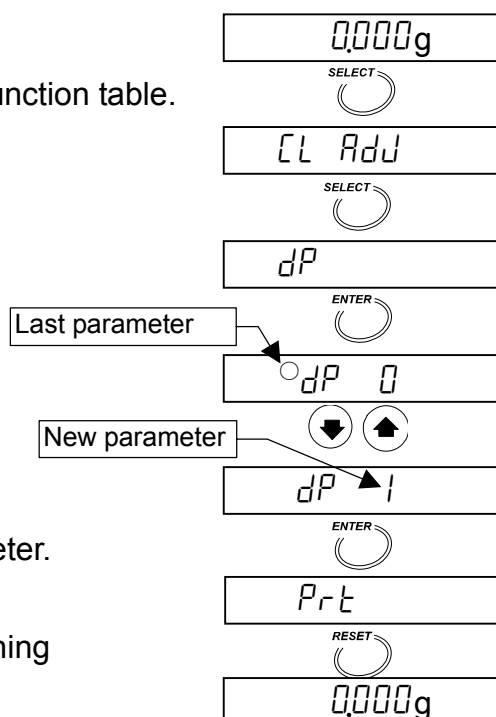 0.000g
SELECT
unction table.
CL AdJ
SELECT
dP
ENTER
Last parameter
dP 0
New parameter
dP 1
ENTER
eter.
Prt
RESET
ning
0.000g